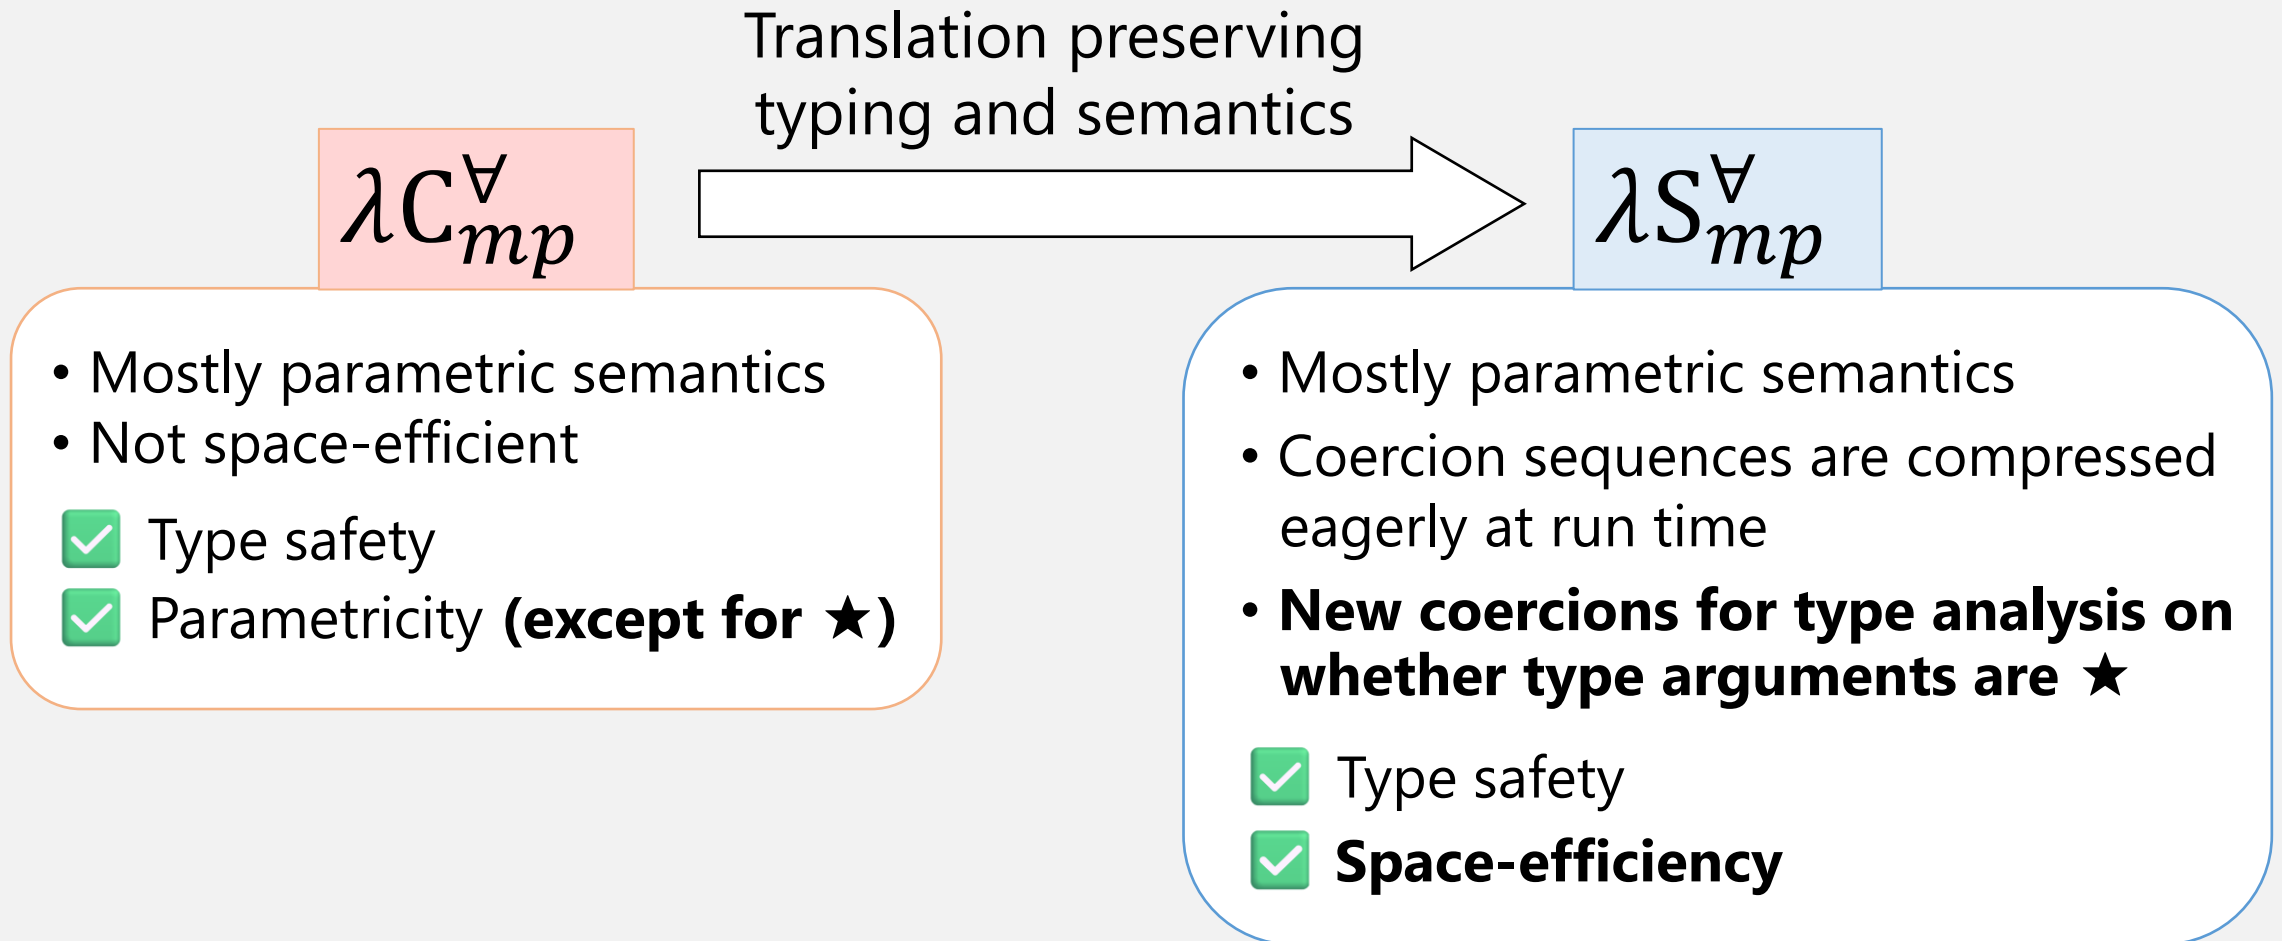 Translation preserving
typing and semantics
λC∀mp
λS∀mp
• Mostly parametric semantics
• Not space-efficient
✅ Type safety
✅ Parametricity (except for ★)
• Mostly parametric semantics
• Coercion sequences are compressed
eagerly at run time
• New coercions for type analysis on
whether type arguments are ★
✅ Type safety
✅ Space-efficiency